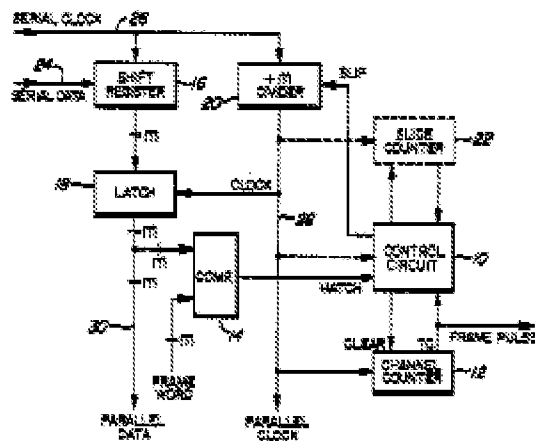 SERIAL CLOCK
26
24
SERIAL DATA
SHIFT
REGISTER
16
÷m
DIVIDER
20
SLIP
m
18
LATCH
CLOCK
COUNTER
22
28
m
m
m
COMP.
14
MATCH
CONTROL
CIRCUIT
10
30
m
FRAME
WORD
CLEAR
TC
FRAME PULSE
CHANNEL
COUNTER
12
PARALLEL
DATA
PARALLEL
CLOCK